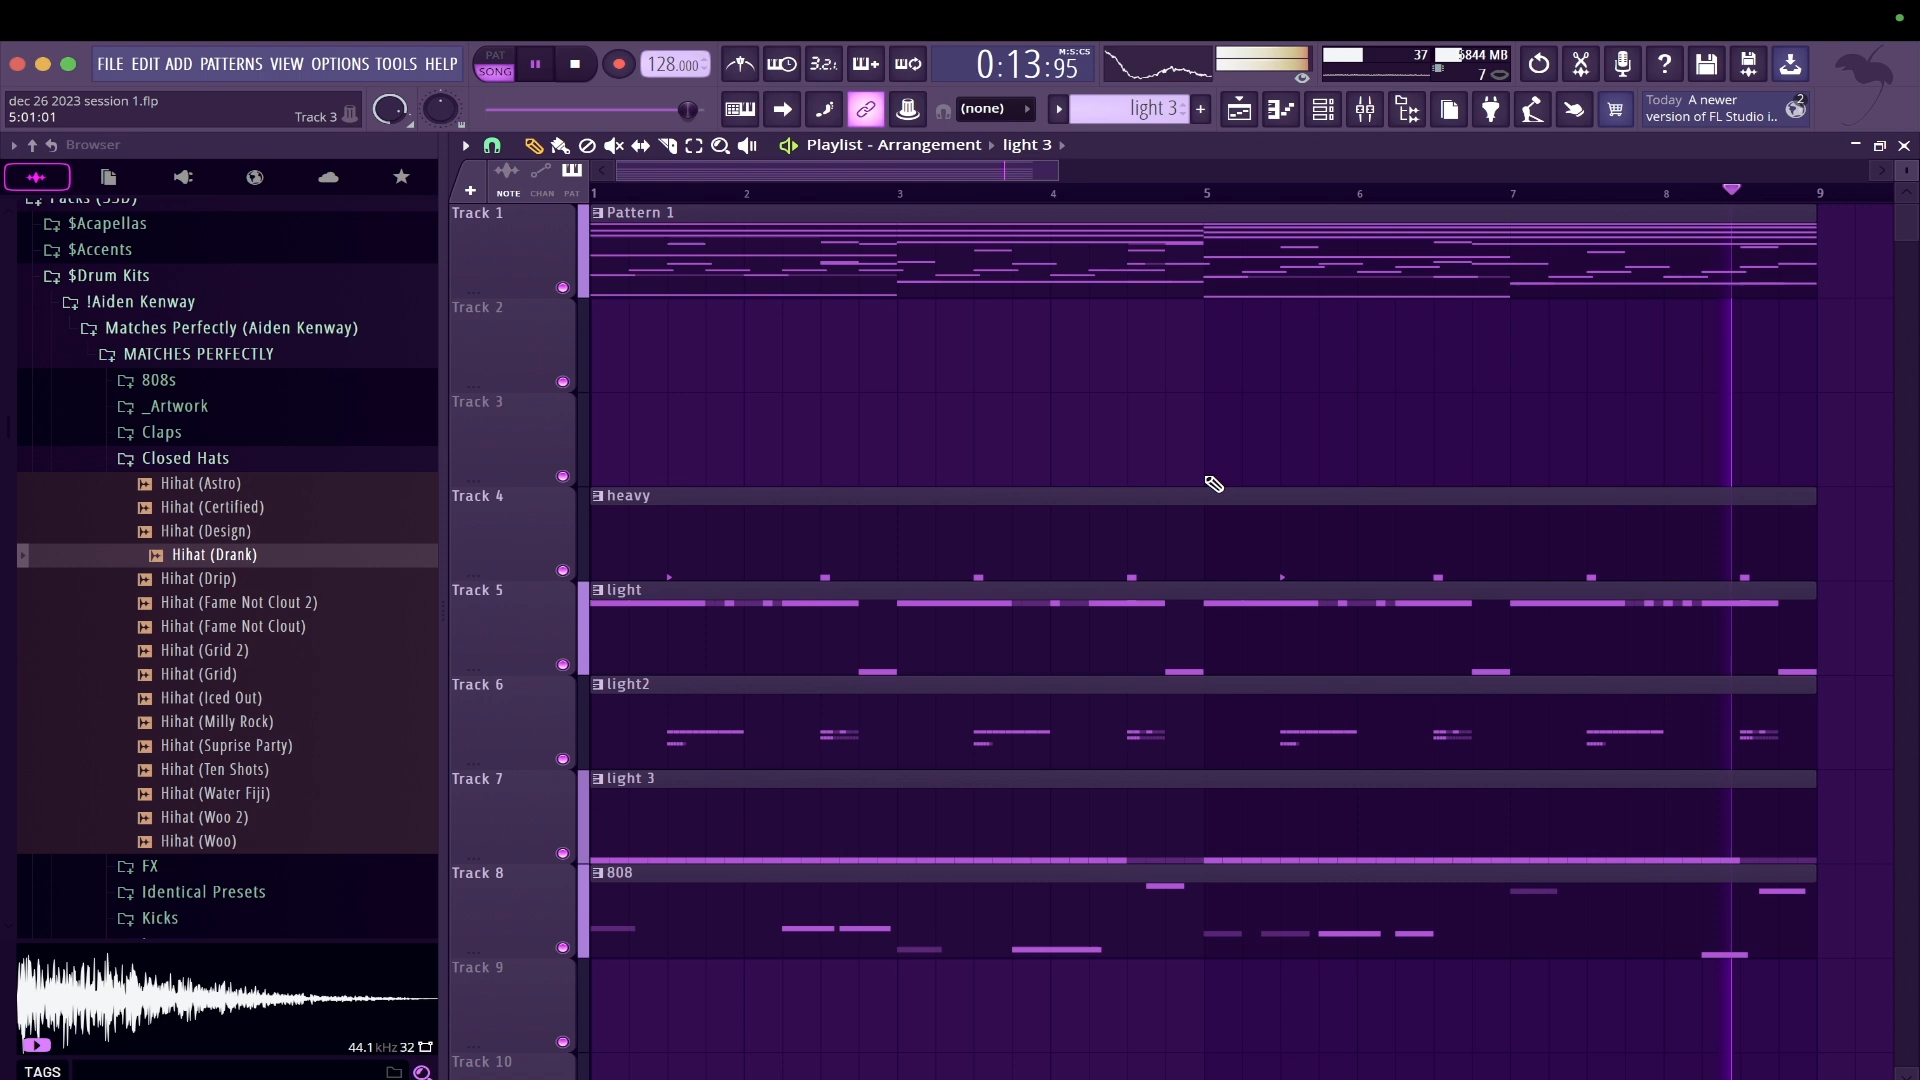 FILE EDIT ADD PATTERNS VIEW OPTIONS TOOLS HELP
PAT
SONG
128.000
3.2.
0:13:95
M:S:CS
37
6844 MB
7
dec 26 2023 session 1.flp
5:01:01
Track 3
(none)
light 3
Today A newer
version of FL Studio i..
2
Browser
Playlist - Arrangement
light 3
NOTE CHAN PAT
1 2 3 4 5 6 7 8 9
$Acapellas
$Accents
$Drum Kits
!Aiden Kenway
Matches Perfectly (Aiden Kenway)
MATCHES PERFECTLY
808s
_Artwork
Claps
Closed Hats
Hihat (Astro)
Hihat (Certified)
Hihat (Design)
Hihat (Drank)
Hihat (Drip)
Hihat (Fame Not Clout 2)
Hihat (Fame Not Clout)
Hihat (Grid 2)
Hihat (Grid)
Hihat (Iced Out)
Hihat (Milly Rock)
Hihat (Suprise Party)
Hihat (Ten Shots)
Hihat (Water Fiji)
Hihat (Woo 2)
Hihat (Woo)
FX
Identical Presets
Kicks
44.1kHz 32
TAGS
Track 1
Pattern 1
Track 2
Track 3
Track 4
heavy
Track 5
light
Track 6
light2
Track 7
light 3
Track 8
808
Track 9
Track 10